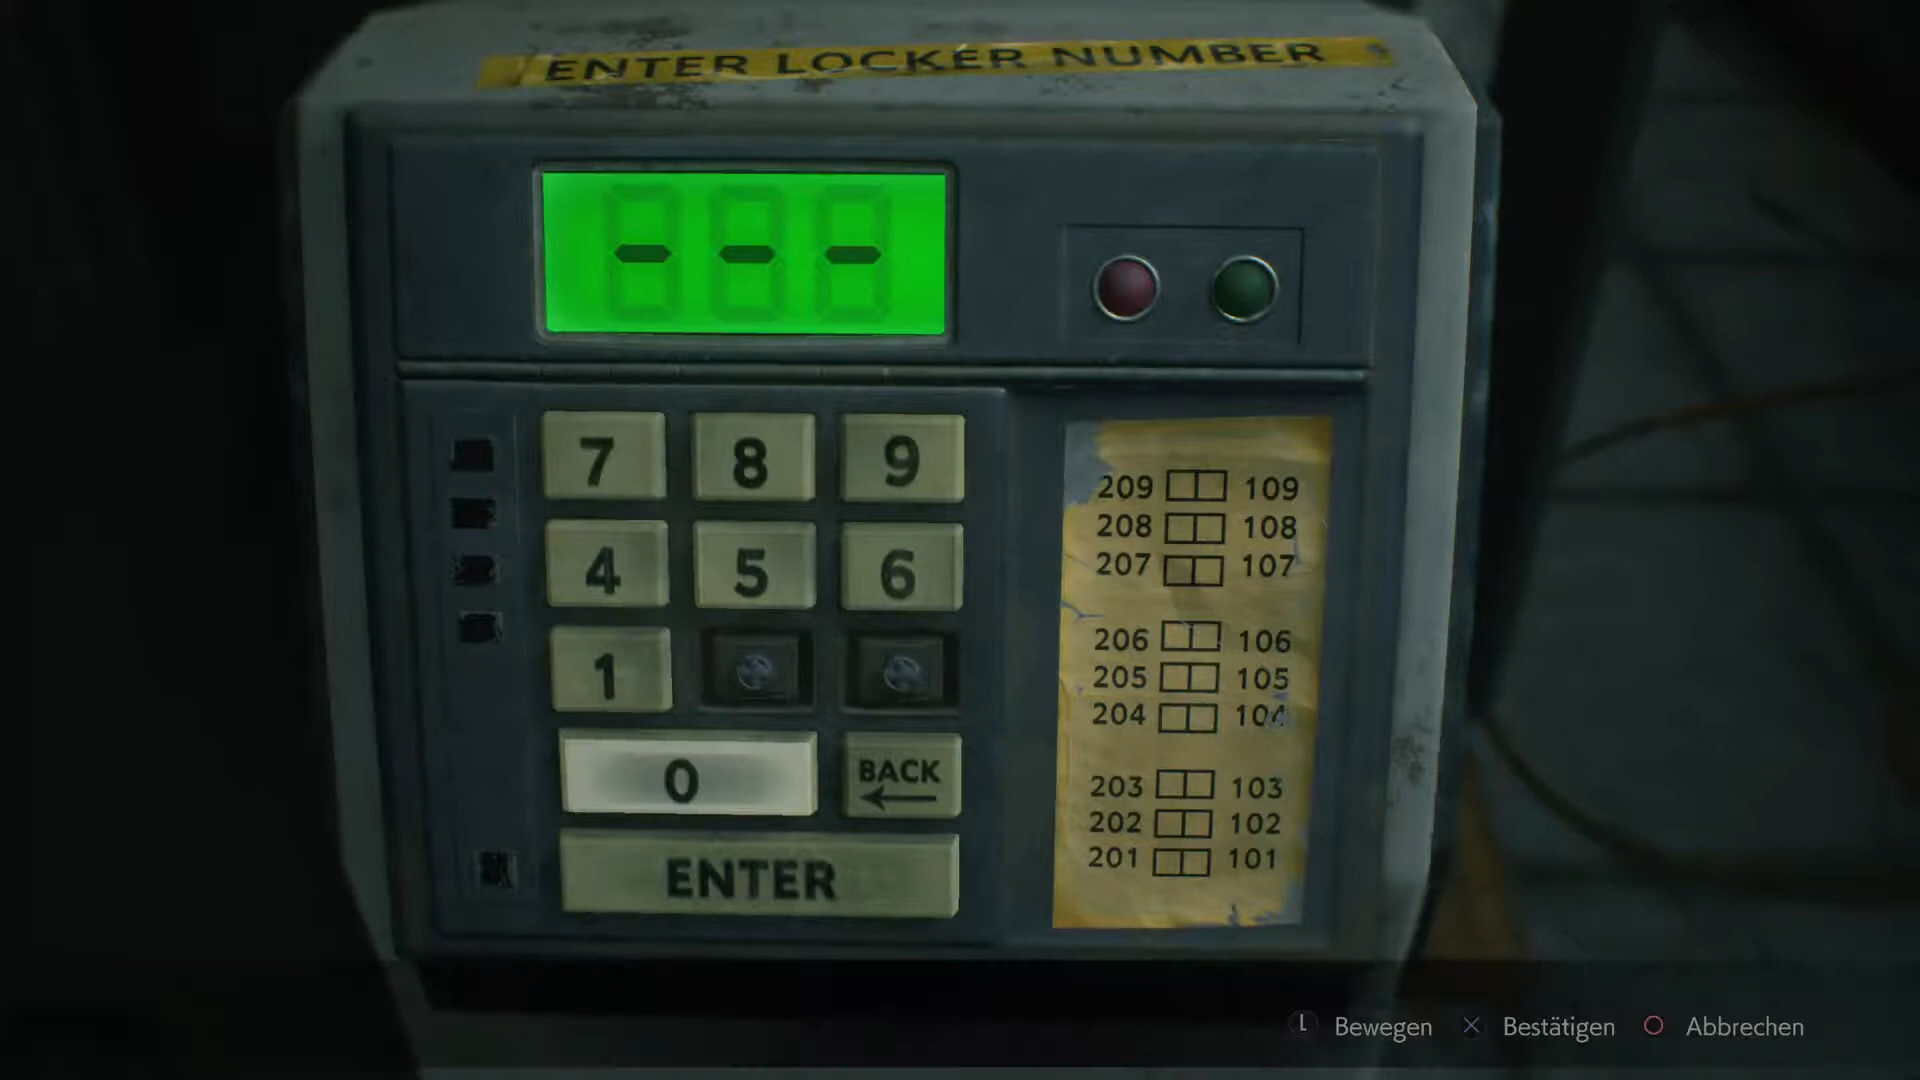 ENTER LOCKER NUMBER
---
7 8 9
4 5 6
1
0 BACK
ENTER
209 109
208 108
207 107
206 106
205 105
204 104
203 103
202 102
201 101
L Bewegen Bestätigen Abbrechen